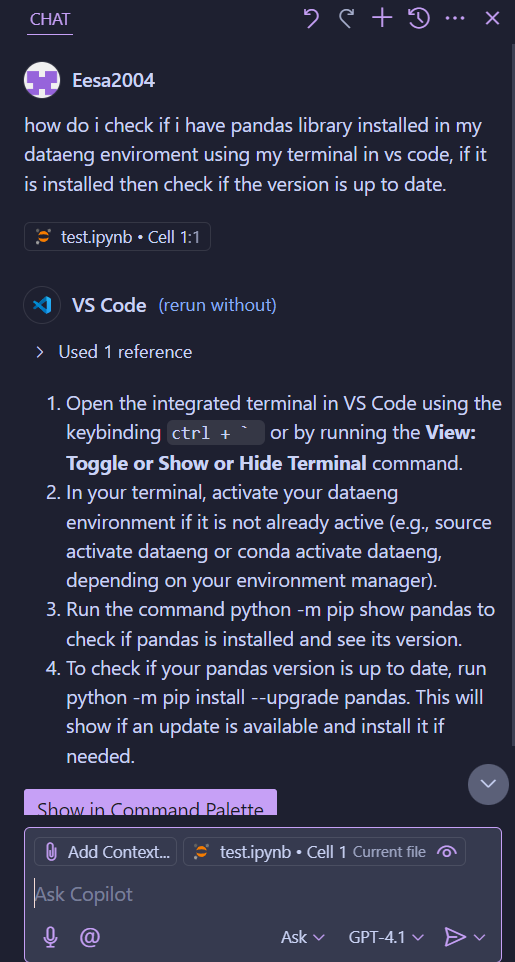 CHAT
Eesa2004
how do i check if i have pandas library installed in my
dataeng enviroment using my terminal in vs code, if it
is installed then check if the version is up to date.
test.ipynb • Cell 1:1
VS Code (rerun without)
Used 1 reference
1. Open the integrated terminal in VS Code using the
keybinding ctrl + ` or by running the View:
Toggle or Show or Hide Terminal command.
2. In your terminal, activate your dataeng
environment if it is not already active (e.g., source
activate dataeng or conda activate dataeng,
depending on your environment manager).
3. Run the command python -m pip show pandas to
check if pandas is installed and see its version.
4. To check if your pandas version is up to date, run
python -m pip install --upgrade pandas. This will
show if an update is available and install it if
needed.
Show in Command Palette
Add Context... test.ipynb • Cell 1 Current file
Ask Copilot
@ Ask GPT-4.1